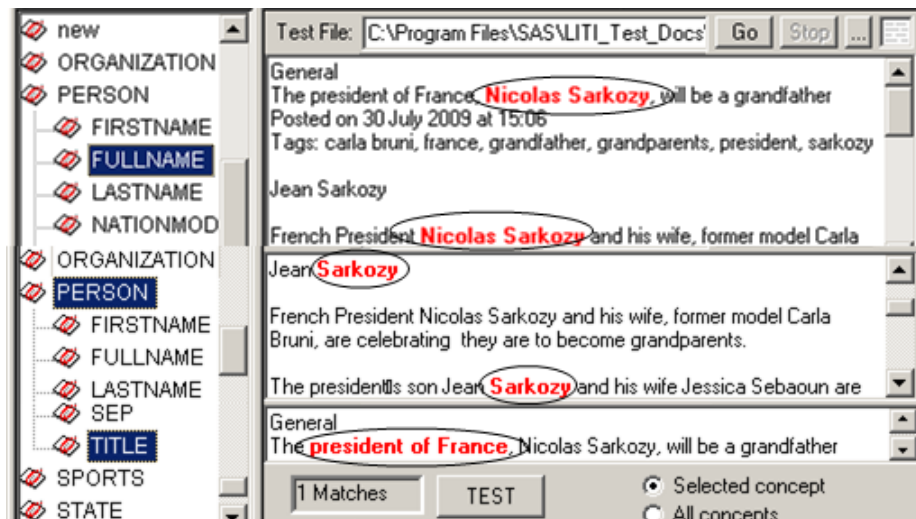 new
ORGANIZATION
PERSON
FIRSTNAME
FULLNAME
LASTNAME
NATIONMOD
ORGANIZATION
PERSON
FIRSTNAME
FULLNAME
LASTNAME
SEP
TITLE
SPORTS
STATE
Test File: C:\Program Files\SAS\LITI_Test_Docs' Go Stop ...
General
The president of France, Nicolas Sarkozy, will be a grandfather
Posted on 30 July 2009 at 15:06
Tags: carla bruni, france, grandfather, grandparents, president, sarkozy
Jean Sarkozy
French President Nicolas Sarkozy and his wife, former model Carla
Jean Sarkozy
French President Nicolas Sarkozy and his wife, former model Carla
Bruni, are celebrating they are to become grandparents.
The president▯s son Jean Sarkozy and his wife Jessica Sebaoun are
General
The president of France, Nicolas Sarkozy, will be a grandfather
1 Matches TEST Selected concept
All concepts